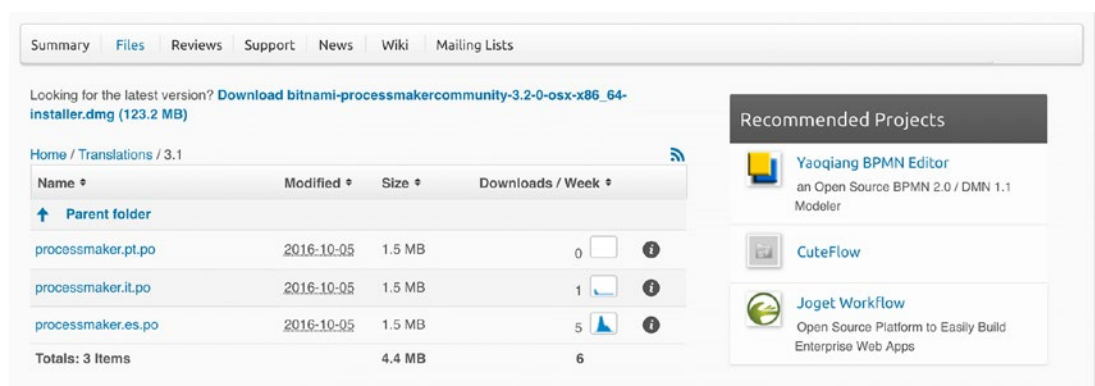 Summary Files Reviews Support News Wiki Mailing Lists
Looking for the latest version? Download bitnami-processmakercommunity-3.2-0-osx-x86_64-
installer.dmg (123.2 MB)
Home / Translations / 3.1
Name Modified Size Downloads / Week
Parent folder
processmaker.pt.po 2016-10-05 1.5 MB 0
processmaker.it.po 2016-10-05 1.5 MB 1
processmaker.es.po 2016-10-05 1.5 MB 5
Totals: 3 Items 4.4 MB 6
Recommended Projects
Yaoqiang BPMN Editor
an Open Source BPMN 2.0 / DMN 1.1
Modeler
CuteFlow
Joget Workflow
Open Source Platform to Easily Build
Enterprise Web Apps